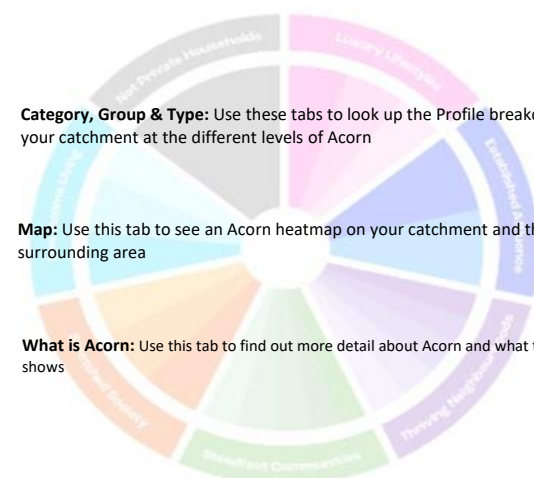 Not Private Households
Luxury Lifestyles
Category, Group & Type: Use these tabs to look up the Profile
your catchment at the different levels of Acorn
Established Affluence
Map: Use this tab to see an Acorn heatmap on your catchment and
surrounding area
What is Acorn: Use this tab to find out more detail about Acorn and what
shows
Thriving Neighbourhoods
Steadfast Communities